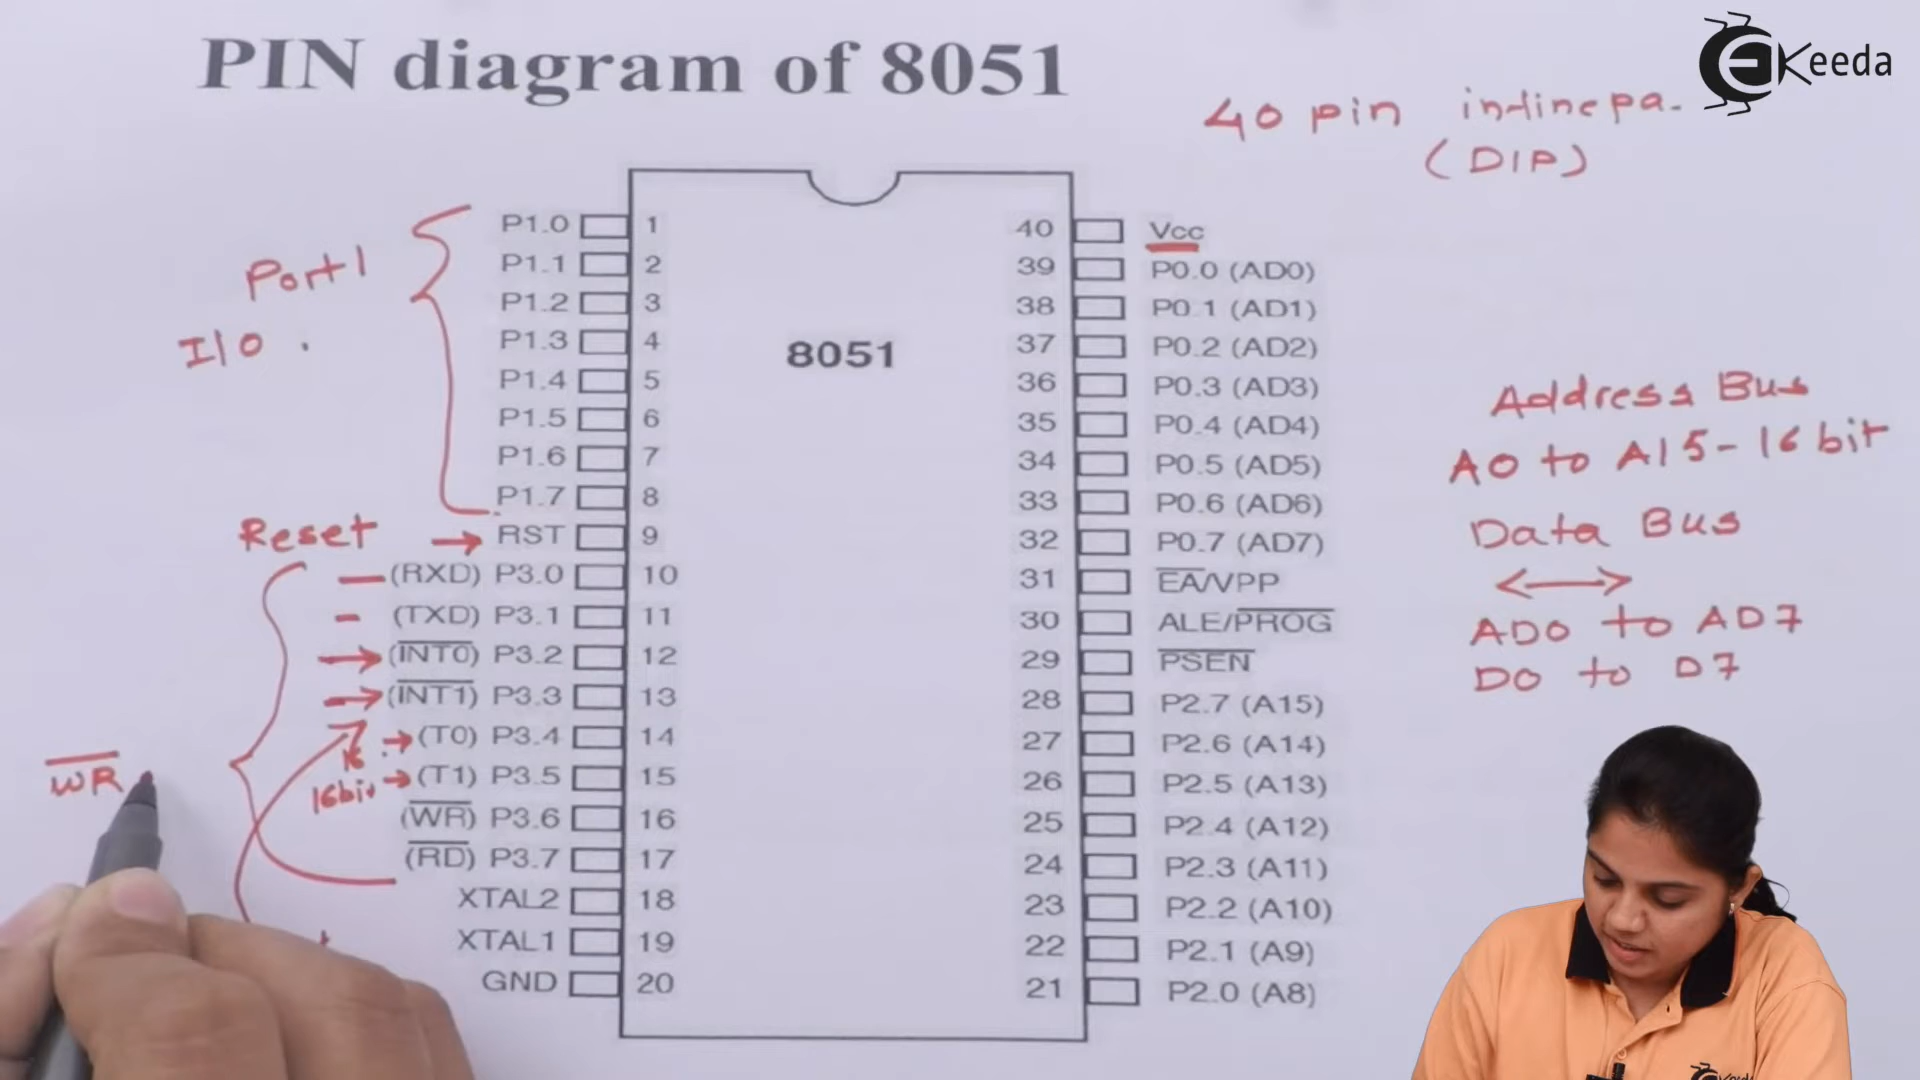 PIN diagram of 8051
EKeeda
40 pin in-line pa.
(DIP)
Port 1
I/O .
P1.0 1
P1.1 2
P1.2 3
P1.3 4
P1.4 5
P1.5 6
P1.6 7
P1.7 8
Reset → RST 9
(RXD) P3.0 10
(TXD) P3.1 11
(INT0) P3.2 12
(INT1) P3.3 13
(T0) P3.4 14
16
16bit
(T1) P3.5 15
WR
(WR) P3.6 16
(RD) P3.7 17
XTAL2 18
XTAL1 19
GND 20
8051
40 Vcc
39 P0.0 (AD0)
38 P0.1 (AD1)
37 P0.2 (AD2)
36 P0.3 (AD3)
35 P0.4 (AD4)
34 P0.5 (AD5)
33 P0.6 (AD6)
32 P0.7 (AD7)
31 EA/VPP
30 ALE/PROG
29 PSEN
28 P2.7 (A15)
27 P2.6 (A14)
26 P2.5 (A13)
25 P2.4 (A12)
24 P2.3 (A11)
23 P2.2 (A10)
22 P2.1 (A9)
21 P2.0 (A8)
Address Bus
A0 to A15 - 16 bit
Data Bus
AD0 to AD7
D0 to D7